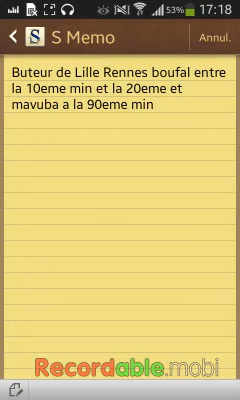 53% 17:18
S Memo Annul.
Buteur de Lille Rennes boufal entre
la 10eme min et la 20eme et
mavuba a la 90eme min
Recordable.mobi